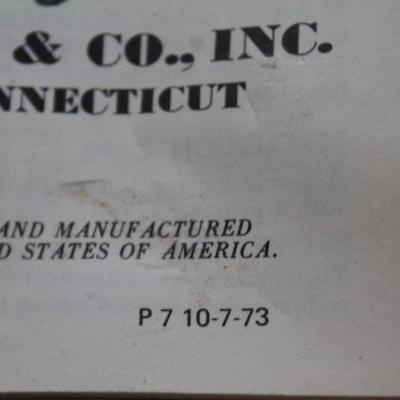 & CO., INC.
NNECTICUT
AND MANUFACTURED
D STATES OF AMERICA.
P 7 10-7-73